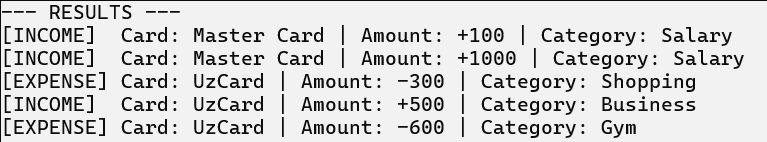 --- RESULTS ---
[INCOME]  Card: Master Card | Amount: +100 | Category: Salary
[INCOME]  Card: Master Card | Amount: +1000 | Category: Salary
[EXPENSE] Card: UzCard | Amount: -300 | Category: Shopping
[INCOME]  Card: UzCard | Amount: +500 | Category: Business
[EXPENSE] Card: UzCard | Amount: -600 | Category: Gym